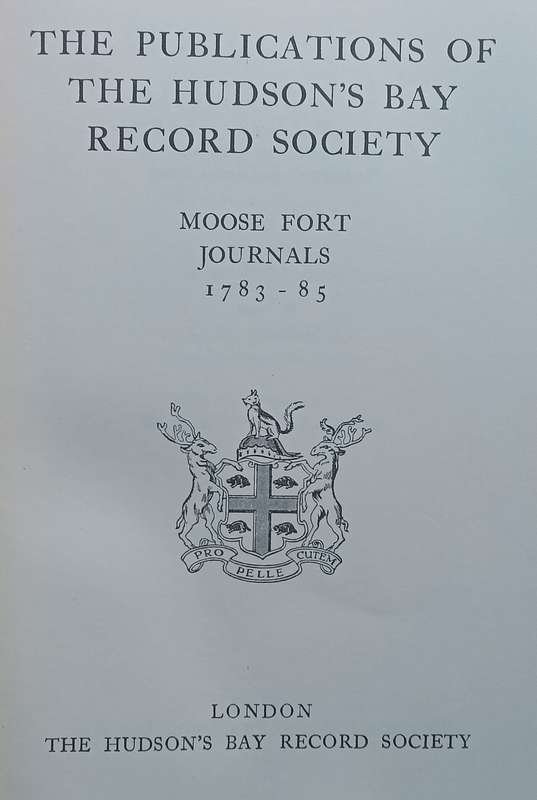 THE PUBLICATIONS OF
THE HUDSON'S BAY
RECORD SOCIETY
MOOSE FORT
JOURNALS
1783 - 85
PRO PELLE CUTEM
LONDON
THE HUDSON'S BAY RECORD SOCIETY